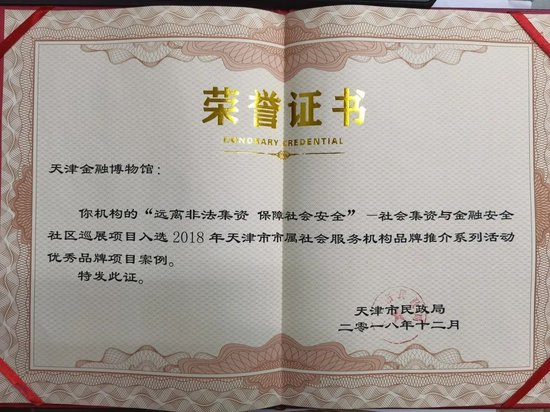 荣誉证书
HONORARY CREDENTIAL
天津金融博物馆：
你机构的“远离非法集资 保障社会安全”－社会集资与金融安全
社区巡展项目入选2018年天津市市属社会服务机构品牌推介系列活动
优秀品牌项目案例。
特发此证。
天津市民政局
二零一八年十二月